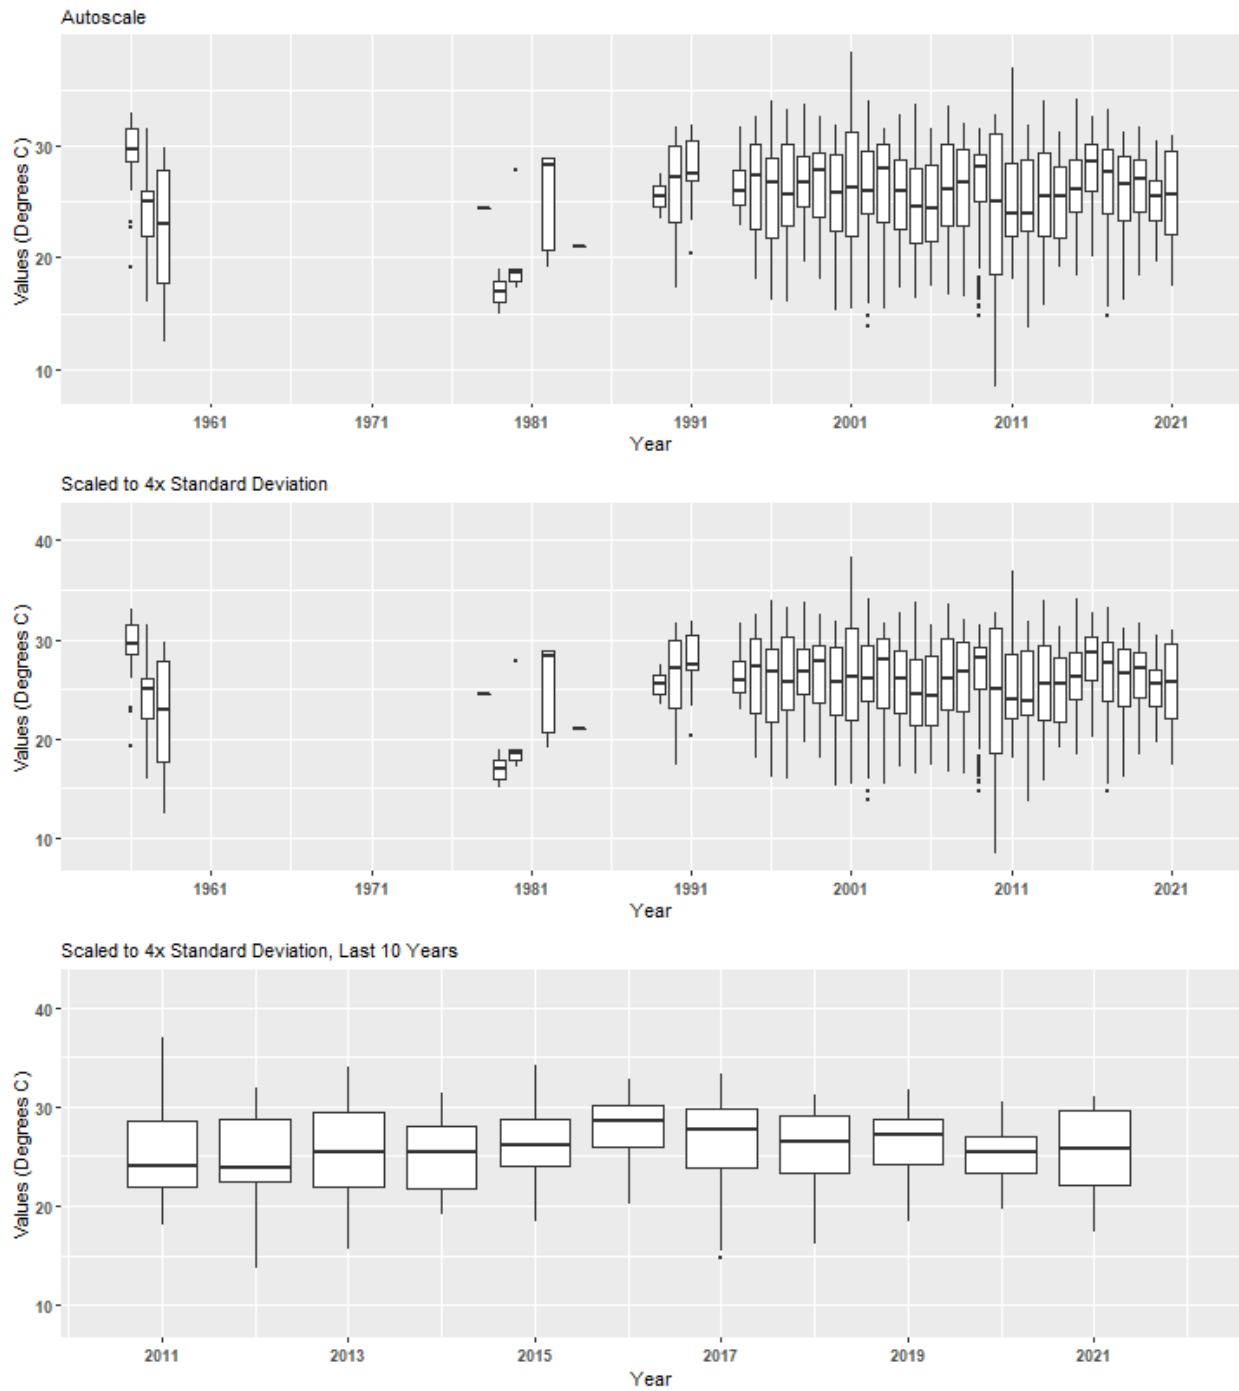 Autoscale
Values (Degrees C)
30
20
10
1961 1971 1981 1991 2001 2011 2021
Year
Scaled to 4x Standard Deviation
Values (Degrees C)
40
30
20
10
1961 1971 1981 1991 2001 2011 2021
Year
Scaled to 4x Standard Deviation, Last 10 Years
Values (Degrees C)
40
30
20
10
2011 2013 2015 2017 2019 2021
Year